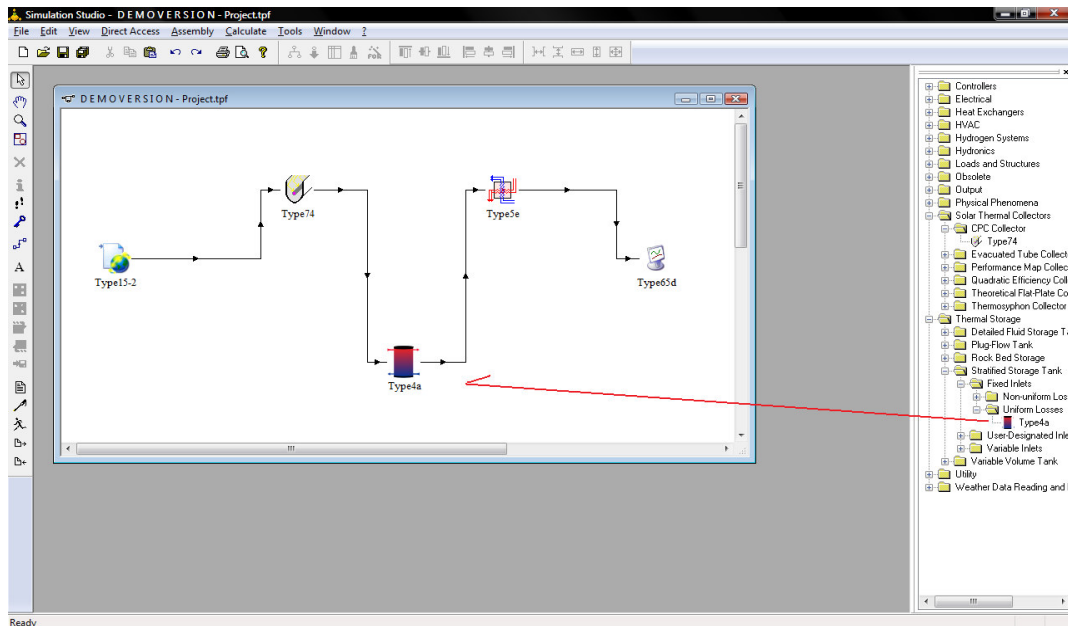 Simulation Studio - D E M O V E R S I O N - Project.tpf
File Edit View Direct Access Assembly Calculate Tools Window ?
D E M O V E R S I O N - Project.tpf
Type74
Type5e
Type15-2
Type65d
Type4a
Controllers
Electrical
Heat Exchangers
HVAC
Hydrogen Systems
Hydronics
Loads and Structures
Obsolete
Output
Physical Phenomena
Solar Thermal Collectors
CPC Collector
Type74
Evacuated Tube Collect
Performance Map Collec
Quadratic Efficiency Coll
Theoretical Flat-Plate Co
Thermosyphon Collector
Thermal Storage
Detailed Fluid Storage T
Plug-Flow Tank
Rock Bed Storage
Stratified Storage Tank
Fixed Inlets
Non-uniform Los
Uniform Losses
Type4a
User-Designated Inle
Variable Inlets
Variable Volume Tank
Utility
Weather Data Reading and
Ready